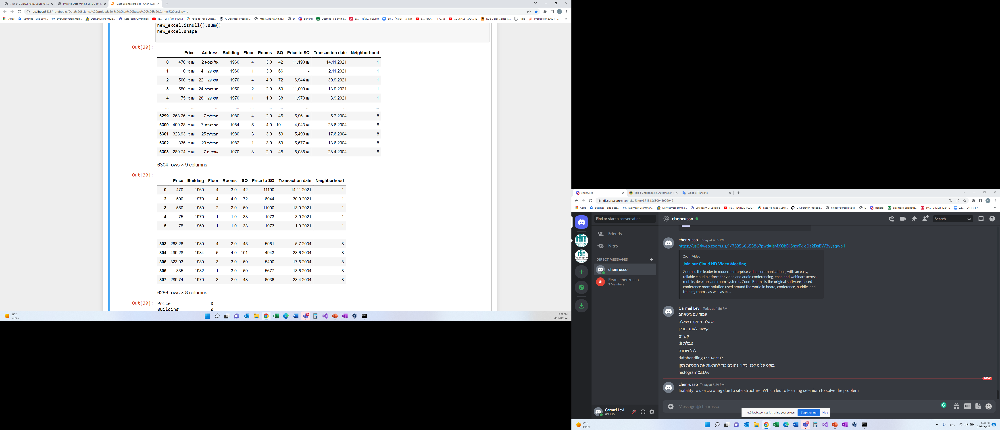 intro to Data mining כריית נתונים
Data Science project - Chen Russ
localhost:8888/notebooks/Data%20Science%20project%20-%20Chen%20Russo%20%26%20Carmel%20Levi.ipynb
Apps Settings - Site Setti... Everyday Grammar:... DerivativesFormula... Lets learn C: varialbe TE... - הטכניון מלמדים Face-to-Face Custo... C Operator Precede... https://portal.hit.ac.il פ general Desmos | Scientific... Sy... - מחשבון גבולות Zo... - חדו"א 1-תרגיל e,... אינפי 1 - המספר 2... מתמטיקה בדידה RGB Color Codes C... Algo Probability 20021 -... »
new_excel.isnull().sum()
new_excel.shape
Out[30]:
Price Address Building Floor Rooms SQ Price to SQ Transaction date Neighborhood
0 470 א׳ ₪ אל כנסא 2 1960 4 3.0 42 11,190 ₪ 14.11.2021 1
1 0 א׳ ₪ גוש עציון 4 1960 1 3.0 66 - 2.11.2021 1
2 500 א׳ ₪ גוש עציון 22 1970 4 4.0 72 6,944 ₪ 30.9.2021 1
3 550 א׳ ₪ הגיבורים 24 1950 2 2.0 50 11,000 ₪ 13.9.2021 1
4 75 א׳ ₪ גוש עציון 28 1970 1 1.0 38 1,973 ₪ 3.9.2021 1
... ... ... ... ... ... ... ... ... ...
6299 268.26 א׳ ₪ חבצלת 7 1980 4 2.0 45 5,961 ₪ 5.7.2004 8
6300 499.28 א׳ ₪ המרגנית 7 1984 5 4.0 101 4,943 ₪ 28.6.2004 8
6301 323.93 א׳ ₪ חבצלת 25 1980 3 3.0 59 5,490 ₪ 17.6.2004 8
6302 335 א׳ ₪ חבצלת 29 1982 1 3.0 59 5,677 ₪ 13.6.2004 8
6303 289.74 א׳ ₪ אופקים 7 1970 3 2.0 48 6,036 ₪ 28.4.2004 8
6304 rows × 9 columns
Out[30]:
Price Building Floor Rooms SQ Price to SQ Transaction date Neighborhood
0 470 1960 4 3.0 42 11190 14.11.2021 1
2 500 1970 4 4.0 72 6944 30.9.2021 1
3 550 1950 2 2.0 50 11000 13.9.2021 1
4 75 1970 1 1.0 38 1973 3.9.2021 1
5 75 1960 1 1.0 38 1973 1.9.2021 1
... ... ... ... ... ... ... ... ...
803 268.26 1980 4 2.0 45 5961 5.7.2004 8
804 499.28 1984 5 4.0 101 4943 28.6.2004 8
805 323.93 1980 3 3.0 59 5490 17.6.2004 8
806 335 1982 1 3.0 59 5677 13.6.2004 8
807 289.74 1970 3 2.0 48 6036 28.4.2004 8
6286 rows × 8 columns
Out[30]: Price 0
Building 0
21°C
Sunny
5:31 PM
24-May-22
chenrusso Top 5 Challenges in Automation Google Translate
discord.com/channels/@me/871313650948902942
Apps Settings - Site Setti... Everyday Grammar:... DerivativesFormula... Lets learn C: varialbe TE... - הטכניון מלמדים Face-to-Face Custo... C Operator Precede... https://portal.hit.ac.il פ general Desmos | Scientific... Sy... - מחשבון גבולות Zo... - חדו"א 1-תרגיל »
Find or start a conversation
chenrusso
Search
Friends
Nitro
DIRECT MESSAGES
chenrusso
Rean, chenrusso
3 Members
chenrusso Today at 4:55 PM
https://us04web.zoom.us/j/75356665386?pwd=ltMX0bDj5hxrFx-d0a2DsBW3yyaqwb.1
Zoom Video
Join our Cloud HD Video Meeting
Zoom is the leader in modern enterprise video communications, with an easy,
reliable cloud platform for video and audio conferencing, chat, and webinars across
mobile, desktop, and room systems. Zoom Rooms is the original software-based
conference room solution used around the world in board, conference, huddle, and
training rooms, as well as ex...
Carmel Levi Today at 4:56 PM
עמוד עם גיטאהב
שאלת מחקר כשאלה
קישור לאתר מדלן
קשיים
טבלת df
לכל שכונה
לפני אחרי בdatahandling
בוקס פלוט לפני ניקוי נתונים כדי להראות את הסטיות תקן
histogram בEDA
NEW
chenrusso Today at 5:29 PM
Inability to use crawling due to site structure. Which led to learning selenium to solve the problem
Message @chenrusso
GIF
Carmel Levi
#9306
us04web.zoom.us is sharing your screen. Stop sharing Hide
21°C
Sunny
ENG
5:31 PM
24-May-22
22